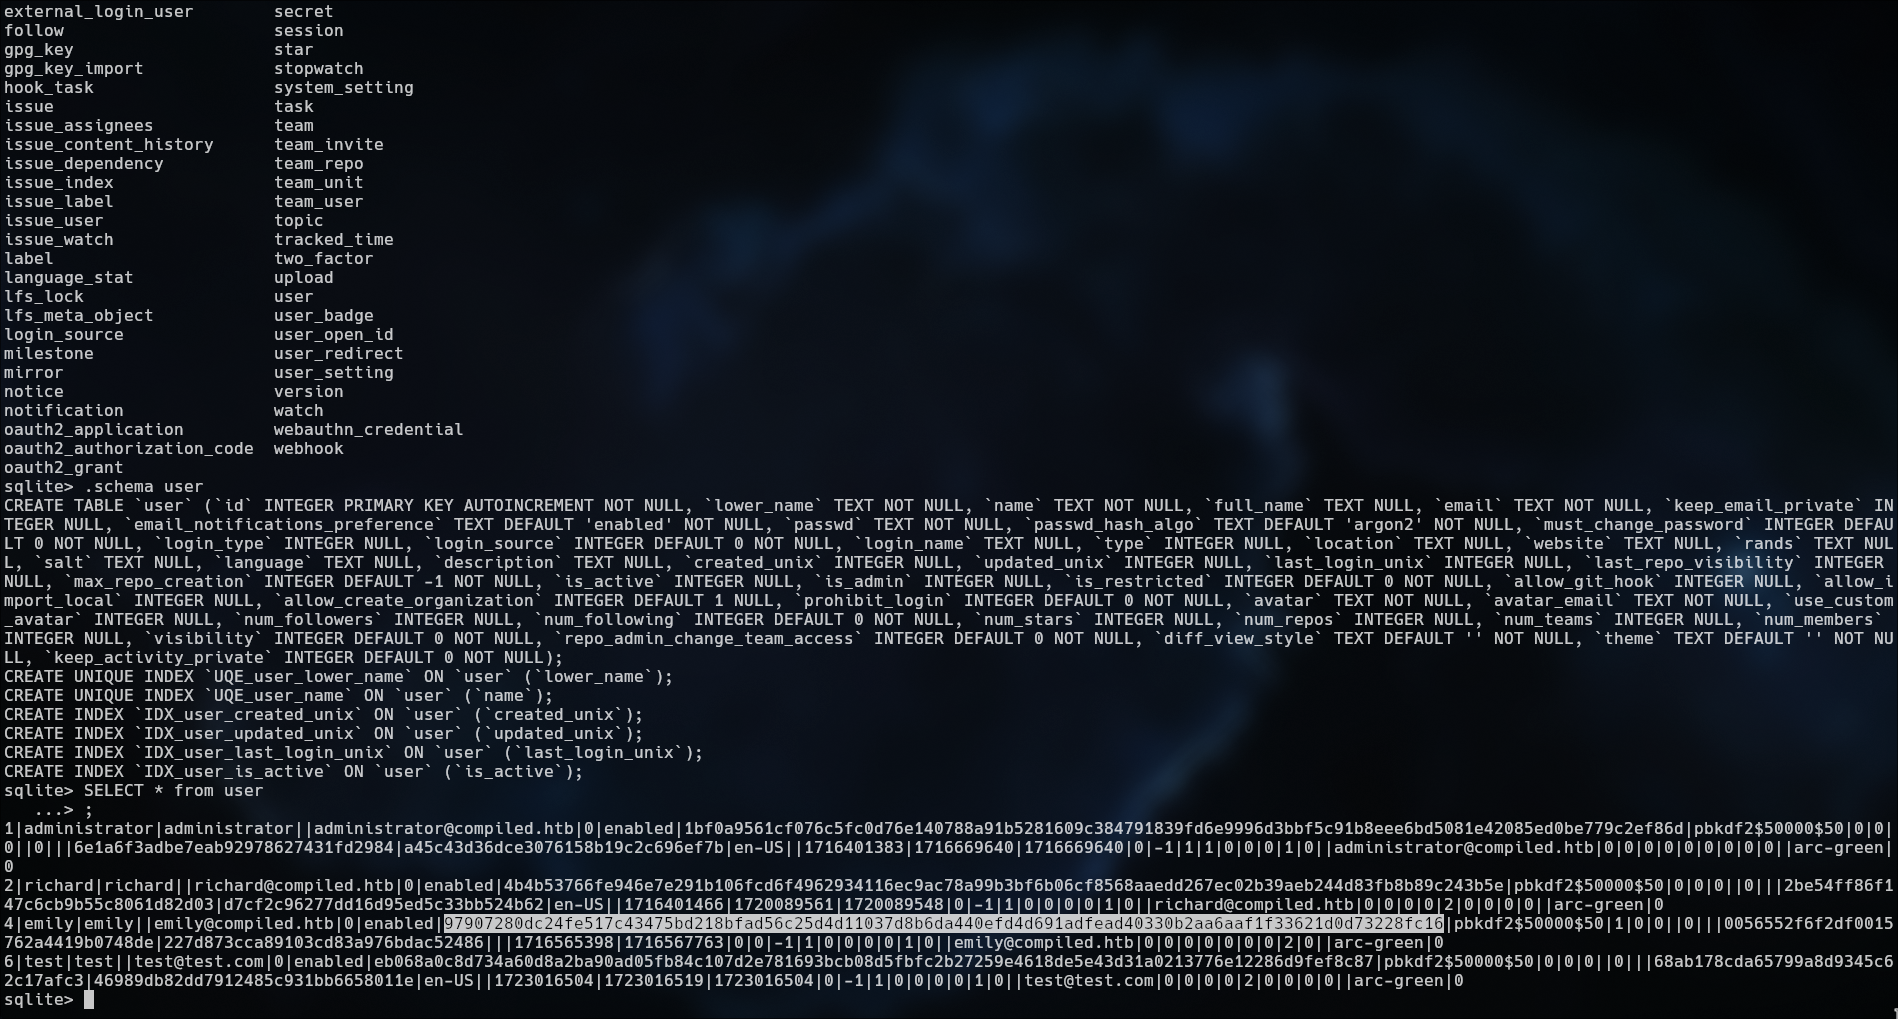 external_login_user        secret
follow                     session
gpg_key                    star
gpg_key_import             stopwatch
hook_task                  system_setting
issue                      task
issue_assignees            team
issue_content_history      team_invite
issue_dependency           team_repo
issue_index                team_unit
issue_label                team_user
issue_user                 topic
issue_watch                tracked_time
label                      two_factor
language_stat              upload
lfs_lock                   user
lfs_meta_object            user_badge
login_source               user_open_id
milestone                  user_redirect
mirror                     user_setting
notice                     version
notification               watch
oauth2_application         webauthn_credential
oauth2_authorization_code  webhook
oauth2_grant
sqlite> .schema user
CREATE TABLE `user` (`id` INTEGER PRIMARY KEY AUTOINCREMENT NOT NULL, `lower_name` TEXT NOT NULL, `name` TEXT NOT NULL, `full_name` TEXT NULL, `email` TEXT NOT NULL, `keep_email_private` IN
TEGER NULL, `email_notifications_preference` TEXT DEFAULT 'enabled' NOT NULL, `passwd` TEXT NOT NULL, `passwd_hash_algo` TEXT DEFAULT 'argon2' NOT NULL, `must_change_password` INTEGER DEFAU
LT 0 NOT NULL, `login_type` INTEGER NULL, `login_source` INTEGER DEFAULT 0 NOT NULL, `login_name` TEXT NULL, `type` INTEGER NULL, `location` TEXT NULL, `website` TEXT NULL, `rands` TEXT NUL
L, `salt` TEXT NULL, `language` TEXT NULL, `description` TEXT NULL, `created_unix` INTEGER NULL, `updated_unix` INTEGER NULL, `last_login_unix` INTEGER NULL, `last_repo_visibility` INTEGER
NULL, `max_repo_creation` INTEGER DEFAULT -1 NOT NULL, `is_active` INTEGER NULL, `is_admin` INTEGER NULL, `is_restricted` INTEGER DEFAULT 0 NOT NULL, `allow_git_hook` INTEGER NULL, `allow_i
mport_local` INTEGER NULL, `allow_create_organization` INTEGER DEFAULT 1 NULL, `prohibit_login` INTEGER DEFAULT 0 NOT NULL, `avatar` TEXT NOT NULL, `avatar_email` TEXT NOT NULL, `use_custom
_avatar` INTEGER NULL, `num_followers` INTEGER NULL, `num_following` INTEGER DEFAULT 0 NOT NULL, `num_stars` INTEGER NULL, `num_repos` INTEGER NULL, `num_teams` INTEGER NULL, `num_members`
INTEGER NULL, `visibility` INTEGER DEFAULT 0 NOT NULL, `repo_admin_change_team_access` INTEGER DEFAULT 0 NOT NULL, `diff_view_style` TEXT DEFAULT '' NOT NULL, `theme` TEXT DEFAULT '' NOT NU
LL, `keep_activity_private` INTEGER DEFAULT 0 NOT NULL);
CREATE UNIQUE INDEX `UQE_user_lower_name` ON `user` (`lower_name`);
CREATE UNIQUE INDEX `UQE_user_name` ON `user` (`name`);
CREATE INDEX `IDX_user_created_unix` ON `user` (`created_unix`);
CREATE INDEX `IDX_user_updated_unix` ON `user` (`updated_unix`);
CREATE INDEX `IDX_user_last_login_unix` ON `user` (`last_login_unix`);
CREATE INDEX `IDX_user_is_active` ON `user` (`is_active`);
sqlite> SELECT * from user
   ...> ;
1|administrator|administrator||administrator@compiled.htb|0|enabled|1bf0a9561cf076c5fc0d76e140788a91b5281609c384791839fd6e9996d3bbf5c91b8eee6bd5081e42085ed0be779c2ef86d|pbkdf2$50000$50|0|0|
0||0|||6e1a6f3adbe7eab92978627431fd2984|a45c43d36dce3076158b19c2c696ef7b|en-US||1716401383|1716669640|1716669640|0|-1|1|1|0|0|0|1|0||administrator@compiled.htb|0|0|0|0|0|0|0|0|0||arc-green|
0
2|richard|richard||richard@compiled.htb|0|enabled|4b4b53766fe946e7e291b106fcd6f4962934116ec9ac78a99b3bf6b06cf8568aaedd267ec02b39aeb244d83fb8b89c243b5e|pbkdf2$50000$50|0|0|0||0|||2be54ff86f1
47c6cb9b55c8061d82d03|d7cf2c96277dd16d95ed5c33bb524b62|en-US||1716401466|1720089561|1720089548|0|-1|1|0|0|0|0|1|0||richard@compiled.htb|0|0|0|0|2|0|0|0|0||arc-green|0
4|emily|emily||emily@compiled.htb|0|enabled|97907280dc24fe517c43475bd218bfad56c25d4d11037d8b6da440efd4d691adfead40330b2aa6aaf1f33621d0d73228fc16|pbkdf2$50000$50|1|0|0||0|||0056552f6f2df0015
762a4419b0748de|227d873cca89103cd83a976bdac52486|||1716565398|1716567763|0|0|-1|1|0|0|0|0|1|0||emily@compiled.htb|0|0|0|0|0|0|0|2|0||arc-green|0
6|test|test||test@test.com|0|enabled|eb068a0c8d734a60d8a2ba90ad05fb84c107d2e781693bcb08d5fbfc2b27259e4618de5e43d31a0213776e12286d9fef8c87|pbkdf2$50000$50|0|0|0||0|||68ab178cda65799a8d9345c6
2c17afc3|46989db82dd7912485c931bb6658011e|en-US||1723016504|1723016519|1723016504|0|-1|1|0|0|0|0|1|0||test@test.com|0|0|0|0|2|0|0|0|0||arc-green|0
sqlite>